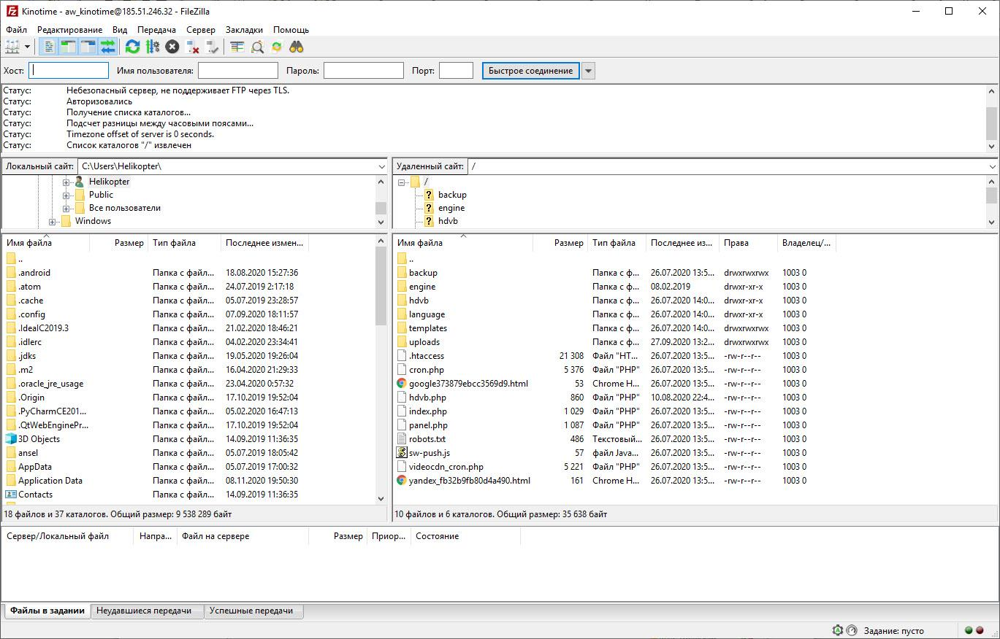 Kinotime - aw_kinotime@185.51.246.32 - FileZilla
Файл Редактирование Вид Передача Сервер Закладки Помощь
Хост: Имя пользователя: Пароль: Порт: Быстрое соединение
Статус: Небезопасный сервер, не поддерживает FTP через TLS.
Статус: Авторизовались
Статус: Получение списка каталогов...
Статус: Подсчет разницы между часовыми поясами...
Статус: Timezone offset of server is 0 seconds.
Статус: Список каталогов "/" извлечен
Локальный сайт: C:\Users\Helikopter\
Helikopter
Public
Все пользователи
Windows
Имя файла Размер Тип файла Последнее измен...
..
.android Папка с файл... 18.08.2020 15:27:36
.atom Папка с файл... 24.07.2019 2:17:18
.cache Папка с файл... 05.07.2019 23:28:57
.config Папка с файл... 07.09.2020 18:11:57
.IdeaIC2019.3 Папка с файл... 21.02.2020 18:46:21
.idlerc Папка с файл... 04.02.2020 23:34:41
.jdks Папка с файл... 19.05.2020 19:26:04
.m2 Папка с файл... 16.04.2020 21:29:33
.oracle_jre_usage Папка с файл... 23.04.2020 0:57:32
.Origin Папка с файл... 17.10.2019 19:52:04
.PyCharmCE201... Папка с файл... 05.02.2020 16:47:13
.QtWebEnginePr... Папка с файл... 17.10.2019 19:52:04
3D Objects Папка с файл... 14.09.2019 11:36:35
ansel Папка с файл... 05.07.2019 18:05:42
AppData Папка с файл... 05.07.2019 17:00:32
Application Data Папка с файл... 08.11.2020 19:50:30
Contacts Папка с файл... 14.09.2019 11:36:35
18 файлов и 37 каталогов. Общий размер: 9 538 289 байт
Удаленный сайт: /
/
? backup
? engine
? hdvb
Имя файла Размер Тип файла Последнее из... Права Владелец/...
..
backup Папка с ф... 26.07.2020 13:5... drwxrwxrwx 1003 0
engine Папка с ф... 08.02.2019 drwxr-xr-x 1003 0
hdvb Папка с ф... 26.07.2020 14:0... drwxr-xr-x 1003 0
language Папка с ф... 26.07.2020 14:0... drwxr-xr-x 1003 0
templates Папка с ф... 26.07.2020 14:0... drwxrwxrwx 1003 0
uploads Папка с ф... 27.09.2020 13:2... drwxrwxrwx 1003 0
.htaccess 21 308 Файл "HT... 26.07.2020 13:5... -rw-r--r-- 1003 0
cron.php 5 376 Файл "PHP" 26.07.2020 13:5... -rw-r--r-- 1003 0
google373879ebcc3569d9.html 53 Chrome H... 26.07.2020 13:5... -rw-r--r-- 1003 0
hdvb.php 860 Файл "PHP" 10.08.2020 22:4... -rw-r--r-- 1003 0
index.php 1 029 Файл "PHP" 26.07.2020 13:5... -rw-r--r-- 1003 0
panel.php 1 087 Файл "PHP" 26.07.2020 13:5... -rw-r--r-- 1003 0
robots.txt 486 Текстовый... 26.07.2020 13:5... -rw-r--r-- 1003 0
sw-push.js 57 файл Java... 26.07.2020 13:5... -rw-r--r-- 1003 0
videocdn_cron.php 5 221 Файл "PHP" 26.07.2020 13:5... -rw-r--r-- 1003 0
yandex_fb32b9fb80d4a490.html 161 Chrome H... 26.07.2020 13:5... -rw-r--r-- 1003 0
10 файлов и 6 каталогов. Общий размер: 35 638 байт
Сервер/Локальный файл Напра... Файл на сервере Размер Приор... Состояние
Файлы в задании Неудавшиеся передачи Успешные передачи
Задание: пусто